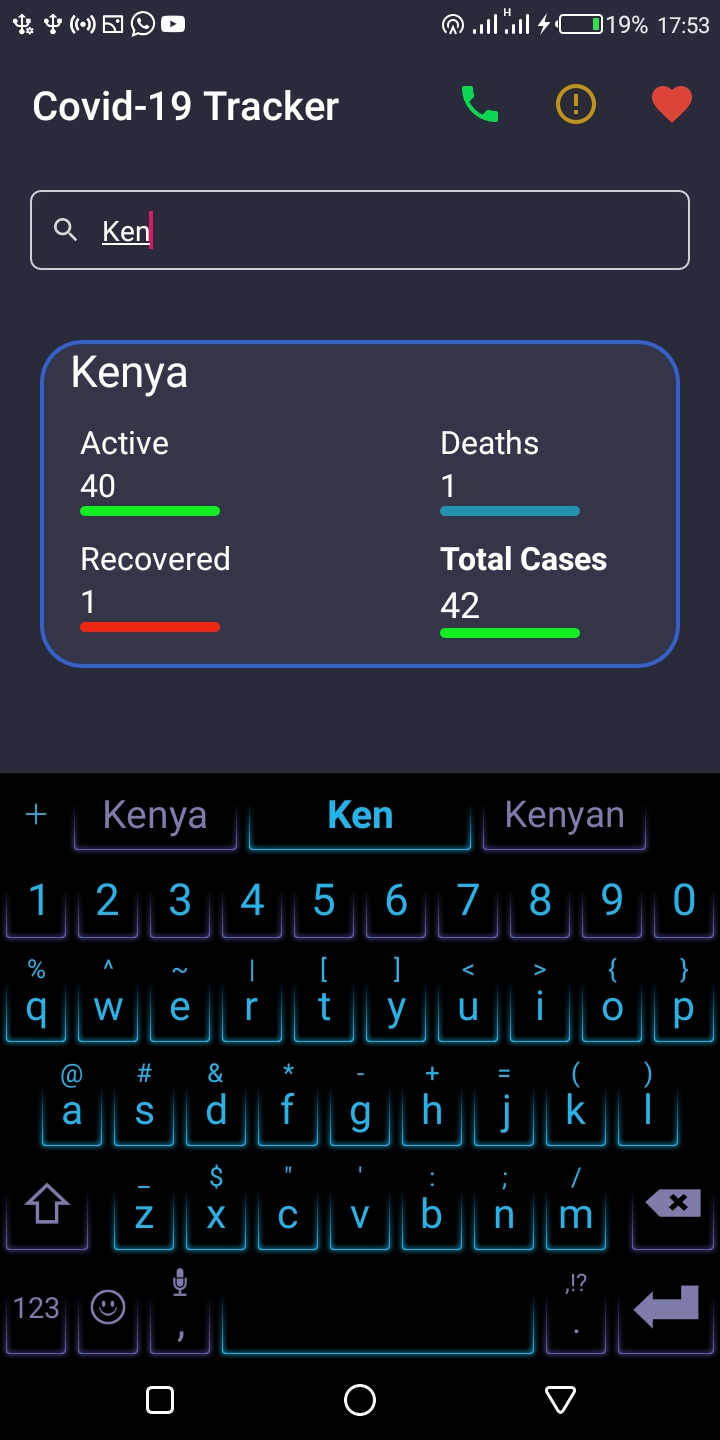 H 19% 17:53
Covid-19 Tracker
Ken
Kenya
Active Deaths
40 1
Recovered Total Cases
1 42
+ Kenya Ken Kenyan
1 2 3 4 5 6 7 8 9 0
% ^ ~ | [ ] < > { }
q w e r t y u i o p
@ # & * - + = ( )
a s d f g h j k l
_ $ " ' : ; /
z x c v b n m
,!?
123 , .